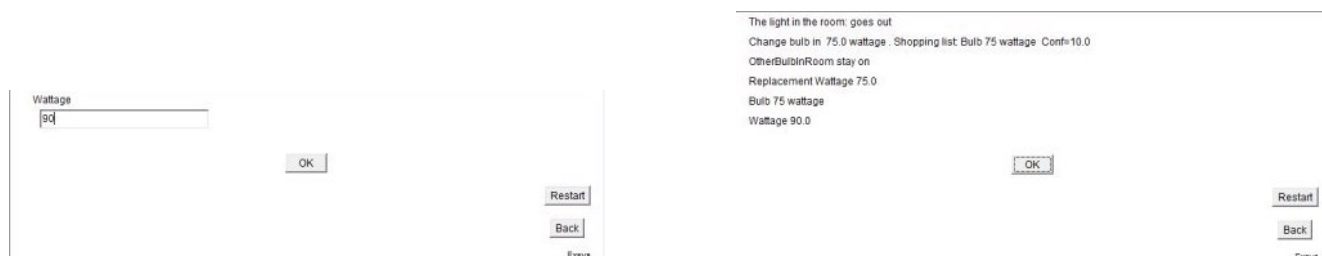 Wattage
90
OK
Restart
Back
The light in the room: goes out
Change bulb in 75.0 wattage . Shopping list: Bulb 75 wattage Conf=10.0
OtherBulbInRoom stay on
Replacement Wattage 75.0
Bulb 75 wattage
Wattage 90.0
OK
Restart
Back